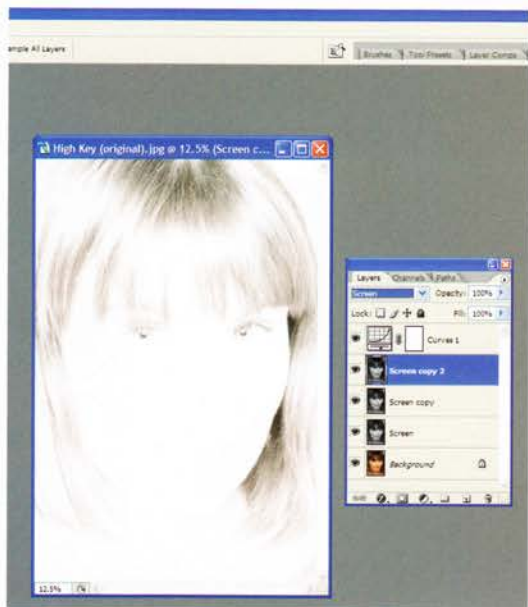 ample All Layers
Brushes Tool Presets Layer Comps
High Key (original).jpg @ 12.5% (Screen c...
Layers Channels Paths
Screen Opacity: 100%
Lock: Fill: 100%
Curves 1
Screen copy 2
Screen copy
Screen
Background
12.5%